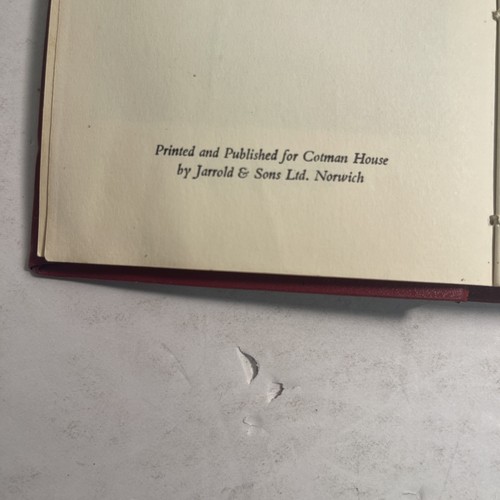 Printed and Published for Cotman House
by Jarrold & Sons Ltd. Norwich